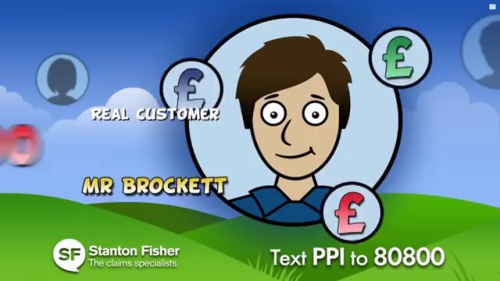 £
£
REAL CUSTOMER
MR BROCKETT
£
SF Stanton Fisher
The claims specialists
Text PPI to 80800